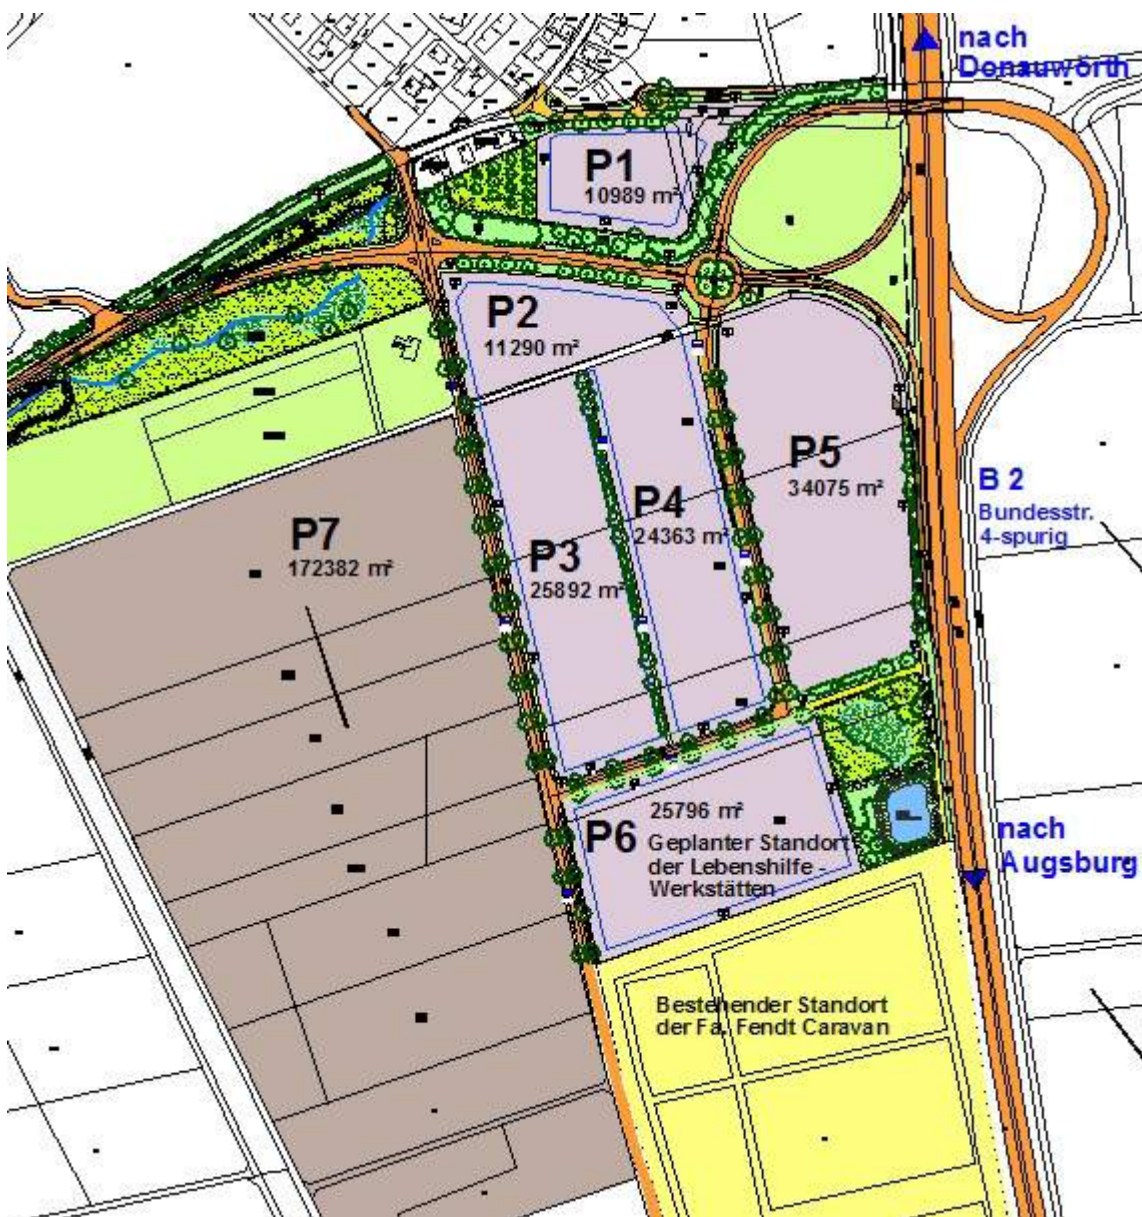 nach
Donauwörth
P1
10989 m²
P2
11290 m²
P5
34075 m²
B 2
Bundesstr.
4-spurig
P4
24363 m²
P7
172382 m²
P3
25892 m²
25796 m²
P6
Geplanter Standort
der Lebenshilfe -
Werkstätten
nach
Augsburg
Bestehender Standort
der Fa. Fendt Caravan